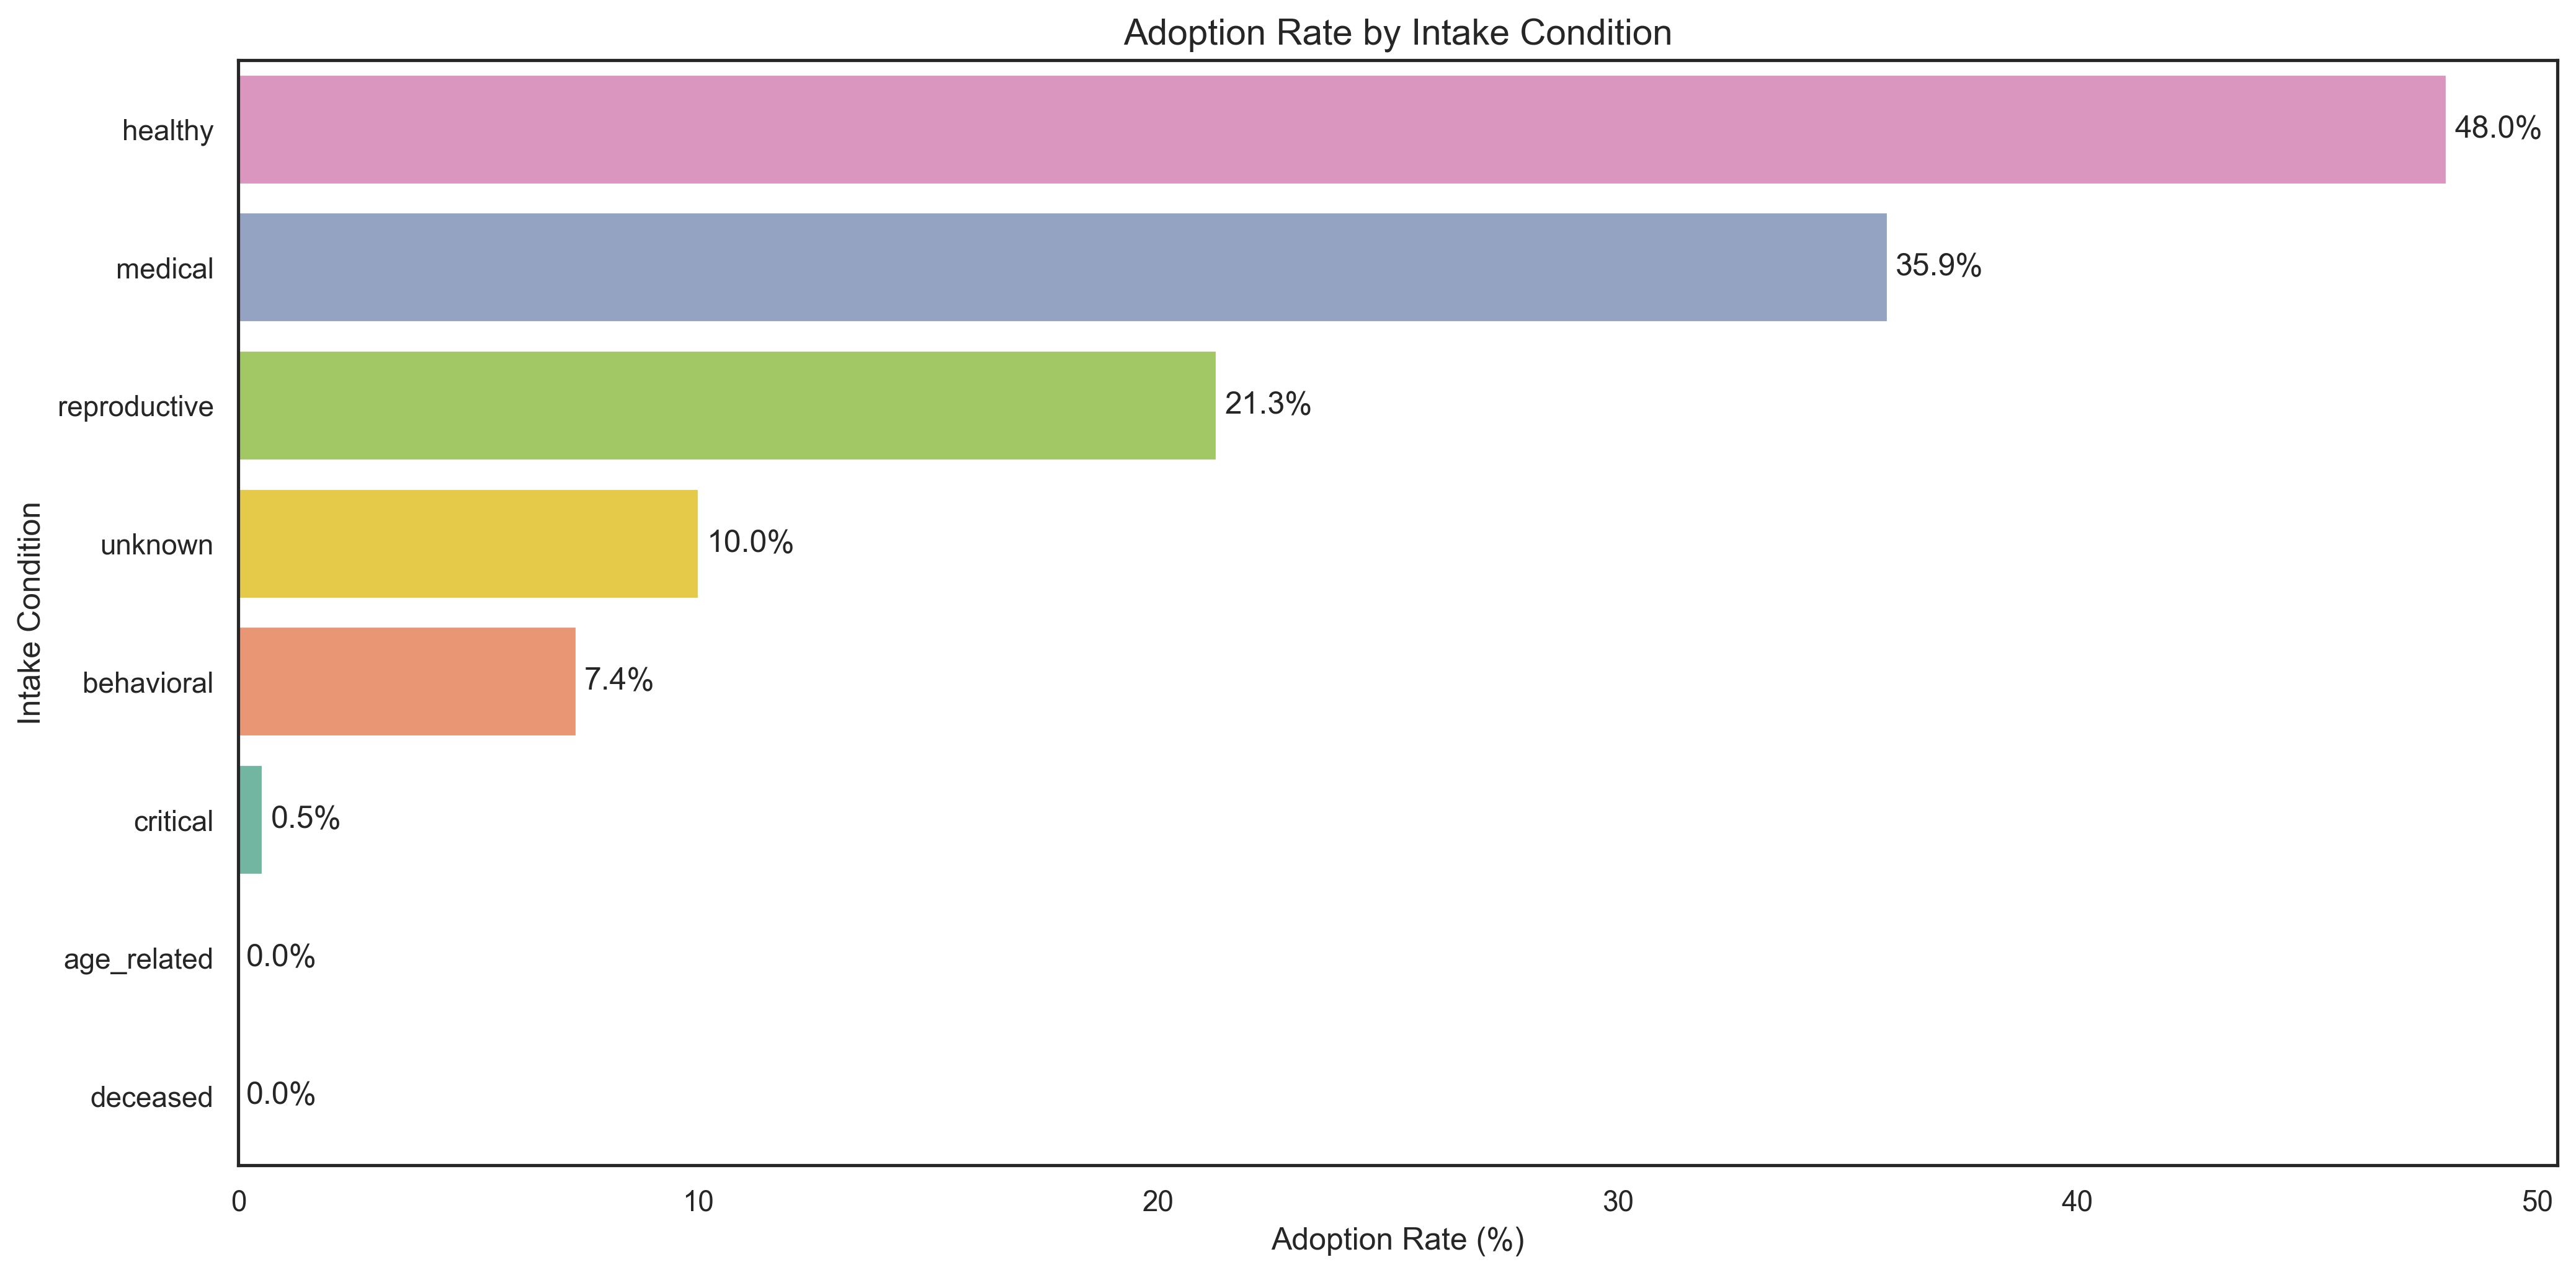 Adoption Rate by Intake Condition
Intake Condition
healthy 48.0%
medical 35.9%
reproductive 21.3%
unknown 10.0%
behavioral 7.4%
critical 0.5%
age_related 0.0%
deceased 0.0%
0 10 20 30 40 50
Adoption Rate (%)